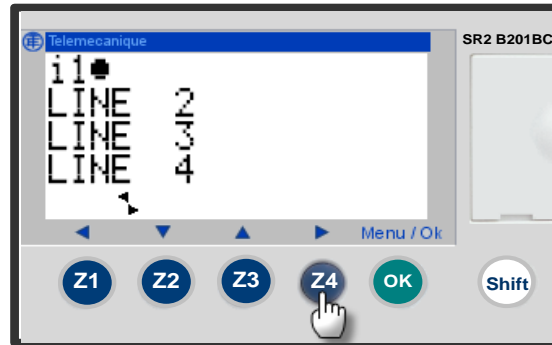 Telemecanique
SR2 B201BC
i1
LINE 2
LINE 3
LINE 4
Menu / Ok
Z1 Z2 Z3 Z4 OK Shift